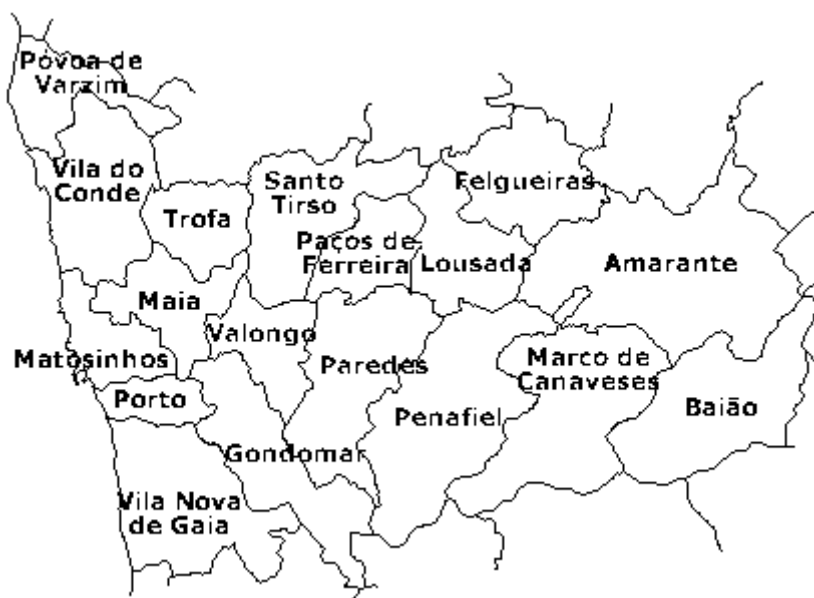 Póvoa de
Varzim
Vila do
Conde
Trofa
Santo
Tirso
Felgueiras
Paços de
Ferreira
Lousada
Amarante
Maia
Valongo
Matosinhos
Paredes
Marco de
Canaveses
Porto
Penafiel
Baião
Gondomar
Vila Nova
de Gaia